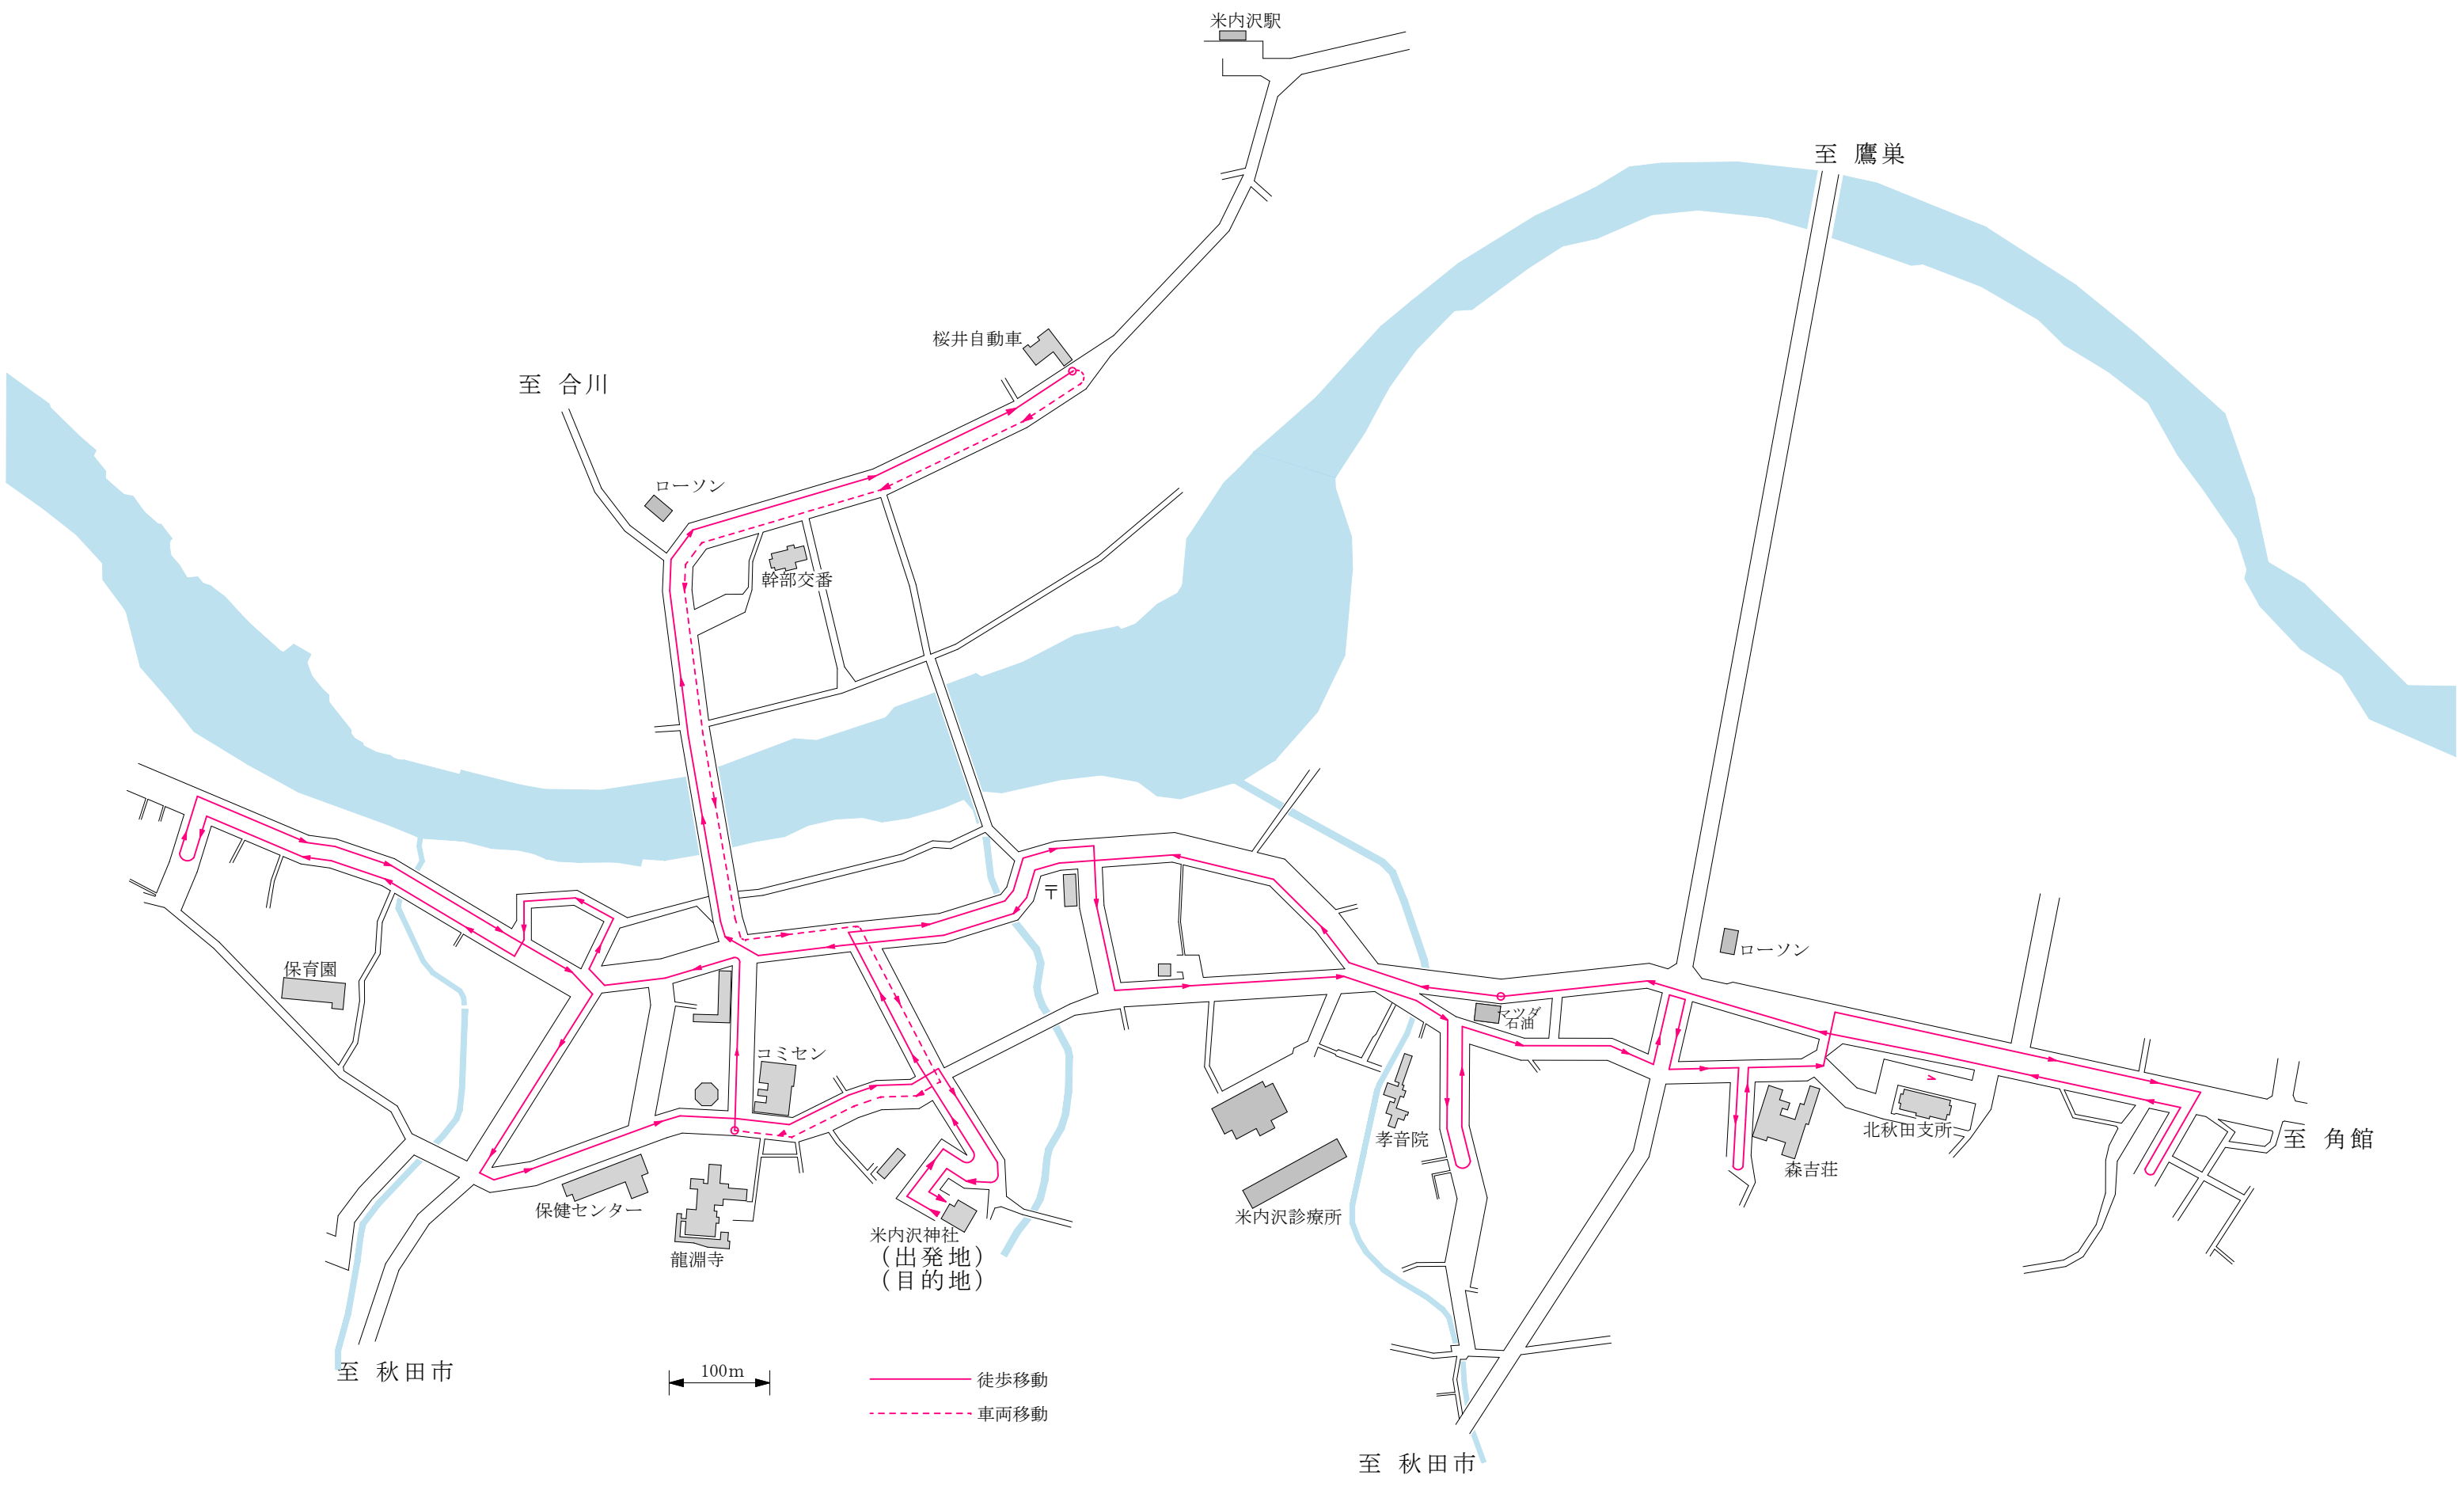 米内沢駅
至 鷹巣
桜井自動車
至 合川
ローソン
幹部交番
〒
ローソン
保育園
マツダ
石油
コミセン
北秋田支所
孝音院
至 角館
森吉荘
保健センター
米内沢診療所
米内沢神社
(出発地)
(目的地)
龍淵寺
至 秋田市
100m
徒歩移動
車両移動
至 秋田市